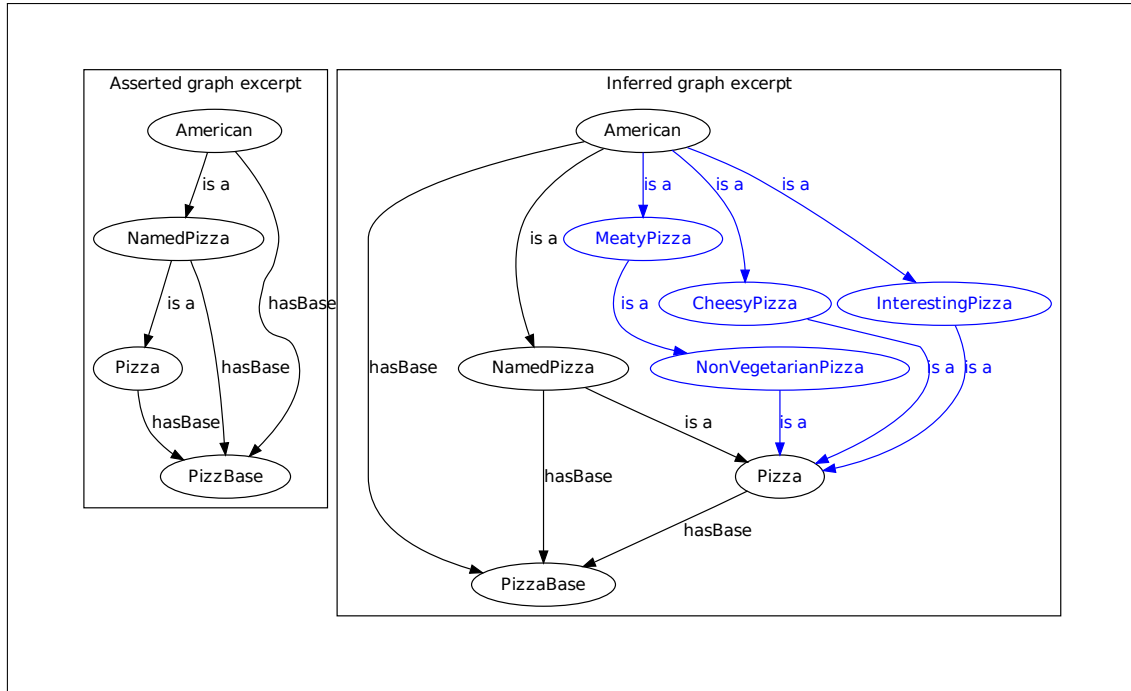 Asserted graph excerpt
American
is a
NamedPizza
is a
hasBase
Pizza
hasBase
hasBase
PizzBase
Inferred graph excerpt
American
is a
is a
is a
is a
MeatyPizza
is a
CheesyPizza
InterestingPizza
hasBase
NamedPizza
NonVegetarianPizza
is a
is a
is a
is a
hasBase
Pizza
hasBase
PizzaBase